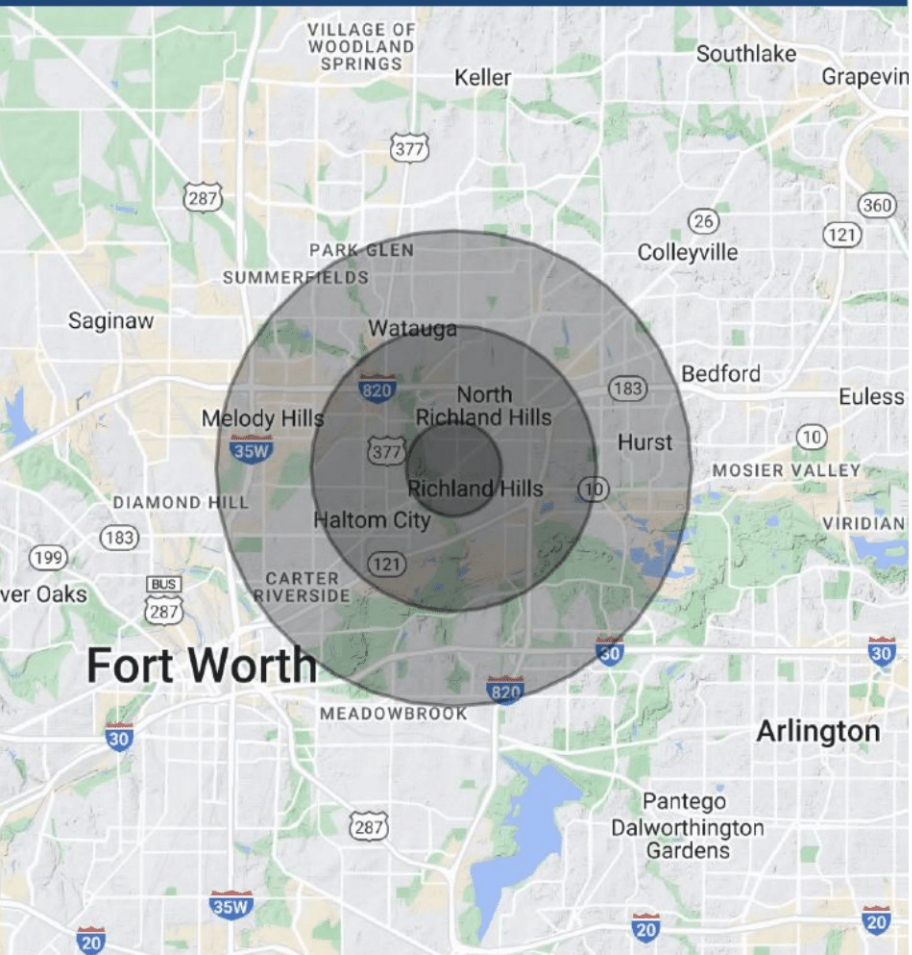 VILLAGE OF
WOODLAND
SPRINGS
Southlake
Keller
Grapevin
377
287
360
26
121
Colleyville
PARK GLEN
SUMMERFIELDS
Saginaw
Watauga
Bedford
820
183
North
Richland Hills
Euless
Melody Hills
10
Hurst
35W
377
MOSIER VALLEY
Richland Hills
10
DIAMOND HILL
Haltom City
VIRIDIAN
183
199
121
CARTER
RIVERSIDE
ver Oaks
BUS
287
30
30
Fort Worth
820
MEADOWBROOK
Arlington
30
Pantego
Dalworthington
Gardens
287
35W
20
20
20